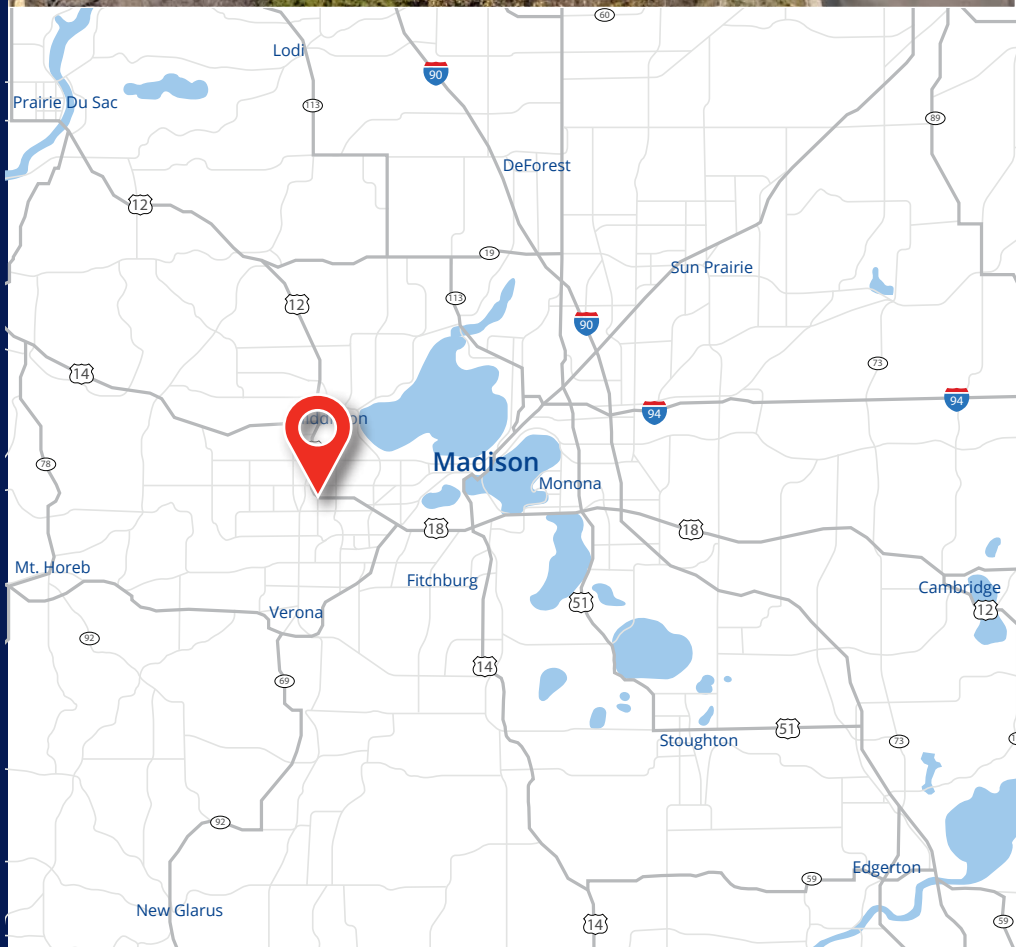 60
Lodi
90
Prairie Du Sac
113
89
DeForest
12
19
Sun Prairie
12
113
90
73
14
94
94
Madison
78
Monona
18
18
Mt. Horeb
Fitchburg
Cambridge
51
12
Verona
92
14
69
51
Stoughton
73
92
59
Edgerton
New Glarus
59
14